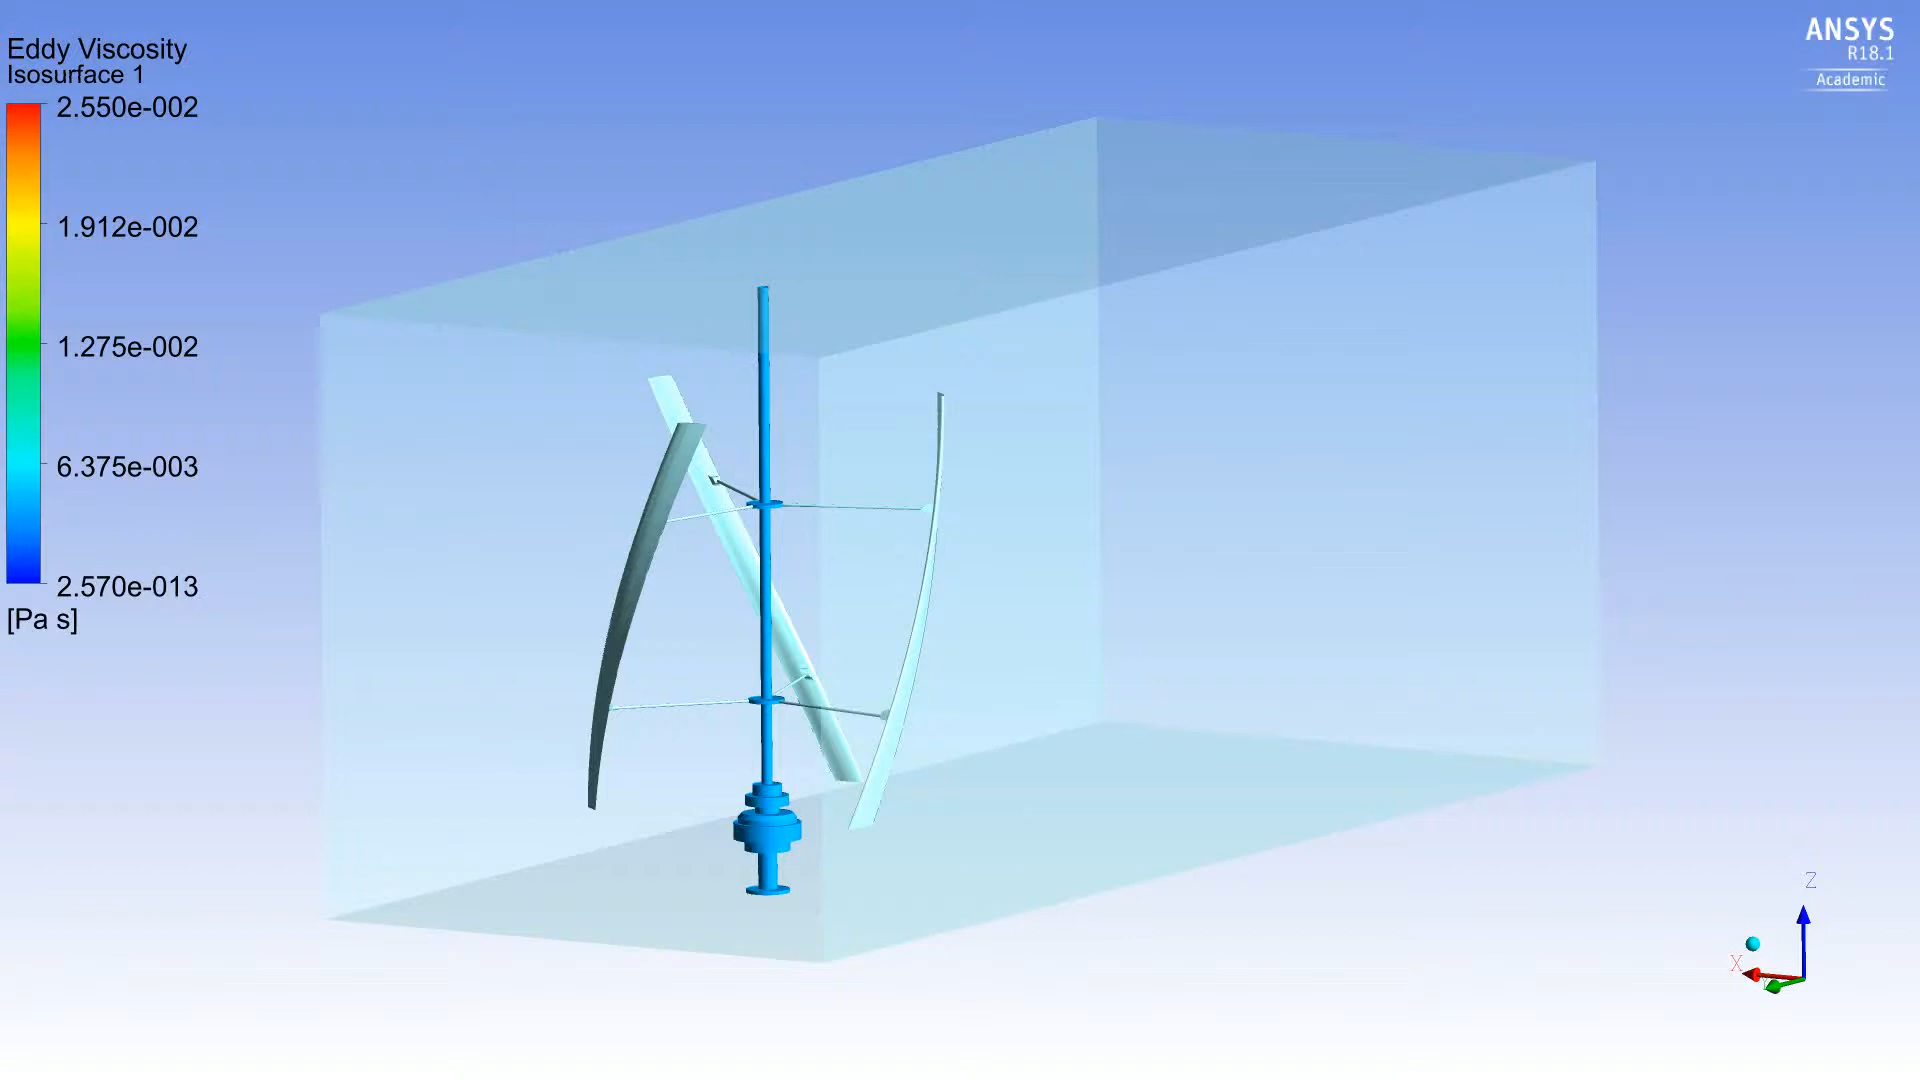 Eddy Viscosity
Isosurface 1
2.550e-002
1.912e-002
1.275e-002
6.375e-003
2.570e-013
[Pa s]
ANSYS
R18.1
Academic
Z
X